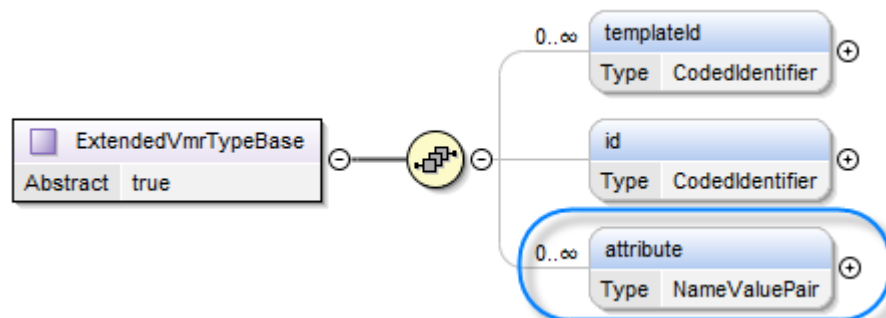 0..∞
templateId
Type CodedIdentifier
ExtendedVmrTypeBase
Abstract true
id
Type CodedIdentifier
0..∞
attribute
Type NameValuePair